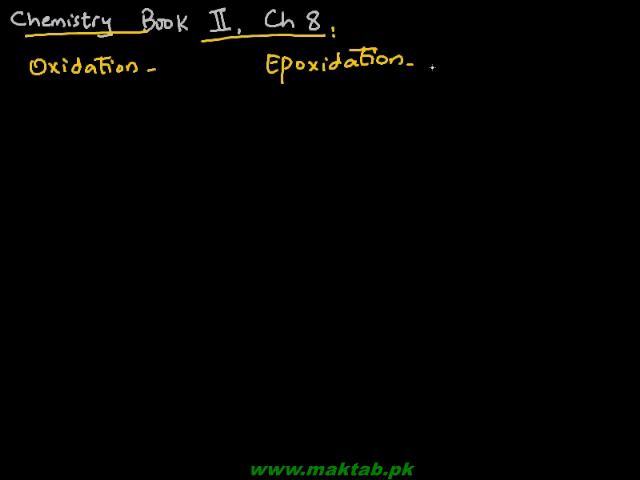 Chemistry Book II, Ch 8:
Oxidation - Epoxidation -
www.maktab.pk